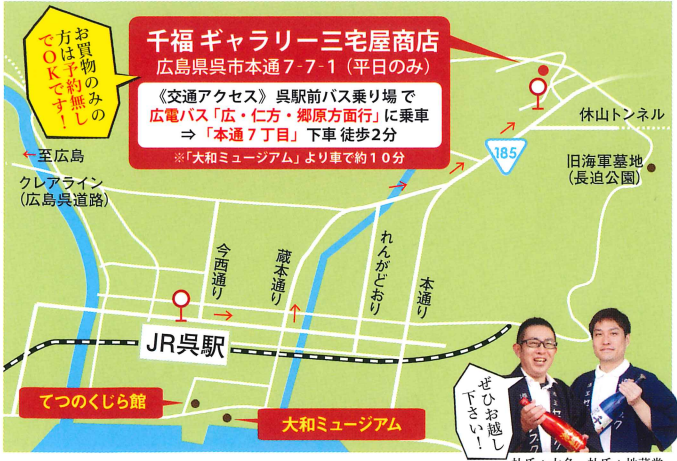 お買物のみの
方は予約無し
でOKです!
千福 ギャラリー三宅屋商店
広島県呉市本通7-7-1(平日のみ)
《交通アクセス》 呉駅前バス乗り場 で
広電バス「広・仁方・郷原方面行」に乗車
⇒「本通7丁目」下車 徒歩2分
※「大和ミュージアム」より車で約10分
休山トンネル
185
旧海軍墓地
(長迫公園)
←至広島
クレアライン
(広島呉道路)
今西通り
蔵本通り
れんがどおり
本通り
JR呉駅
てつのくじら館
大和ミュージアム
ぜひお越し
下さい!